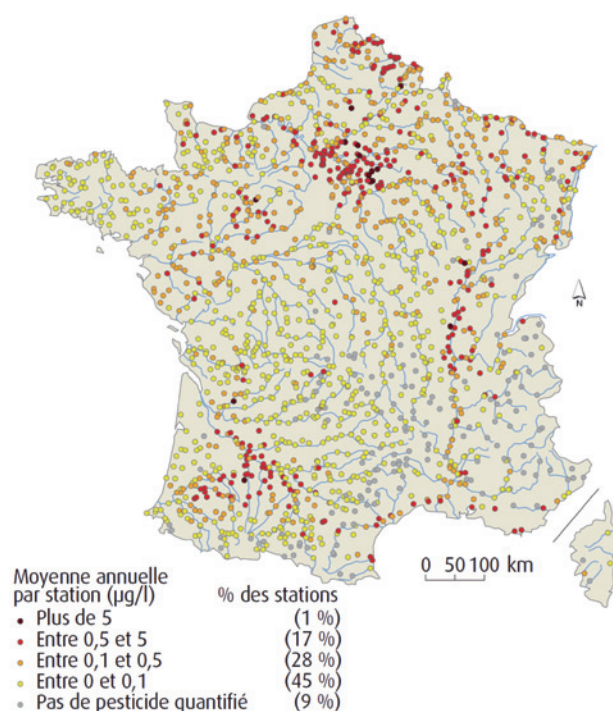 N
0 50 100 km
Moyenne annuelle
par station (µg/l) % des stations
Plus de 5 (1 %)
Entre 0,5 et 5 (17 %)
Entre 0,1 et 0,5 (28 %)
Entre 0 et 0,1 (45 %)
Pas de pesticide quantifié (9 %)